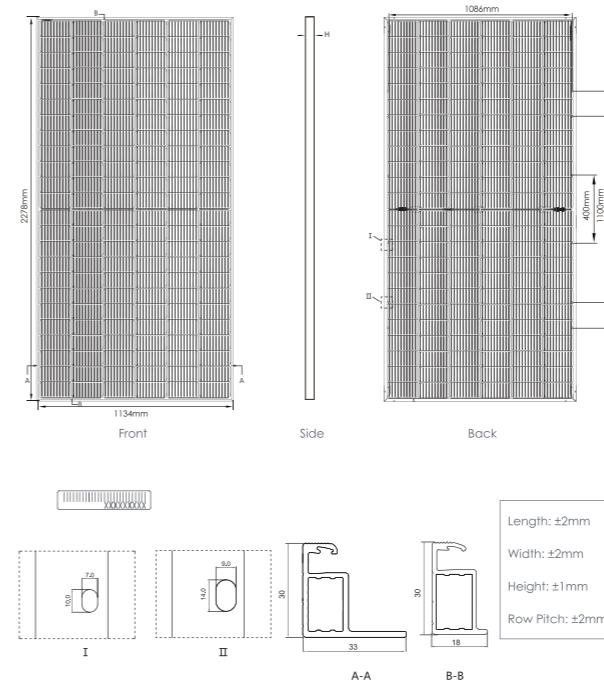 1086mm
B
H
2278mm
400mm
1100mm
I
II
A
A
B
1134mm
Front
Side
Back
XXXXXXXXXX
Length: ±2mm
Width: ±2mm
Height: ±1mm
Row Pitch: ±2mm
7,0
10,0
9,0
14,0
30
33
30
18
I
II
A-A
B-B